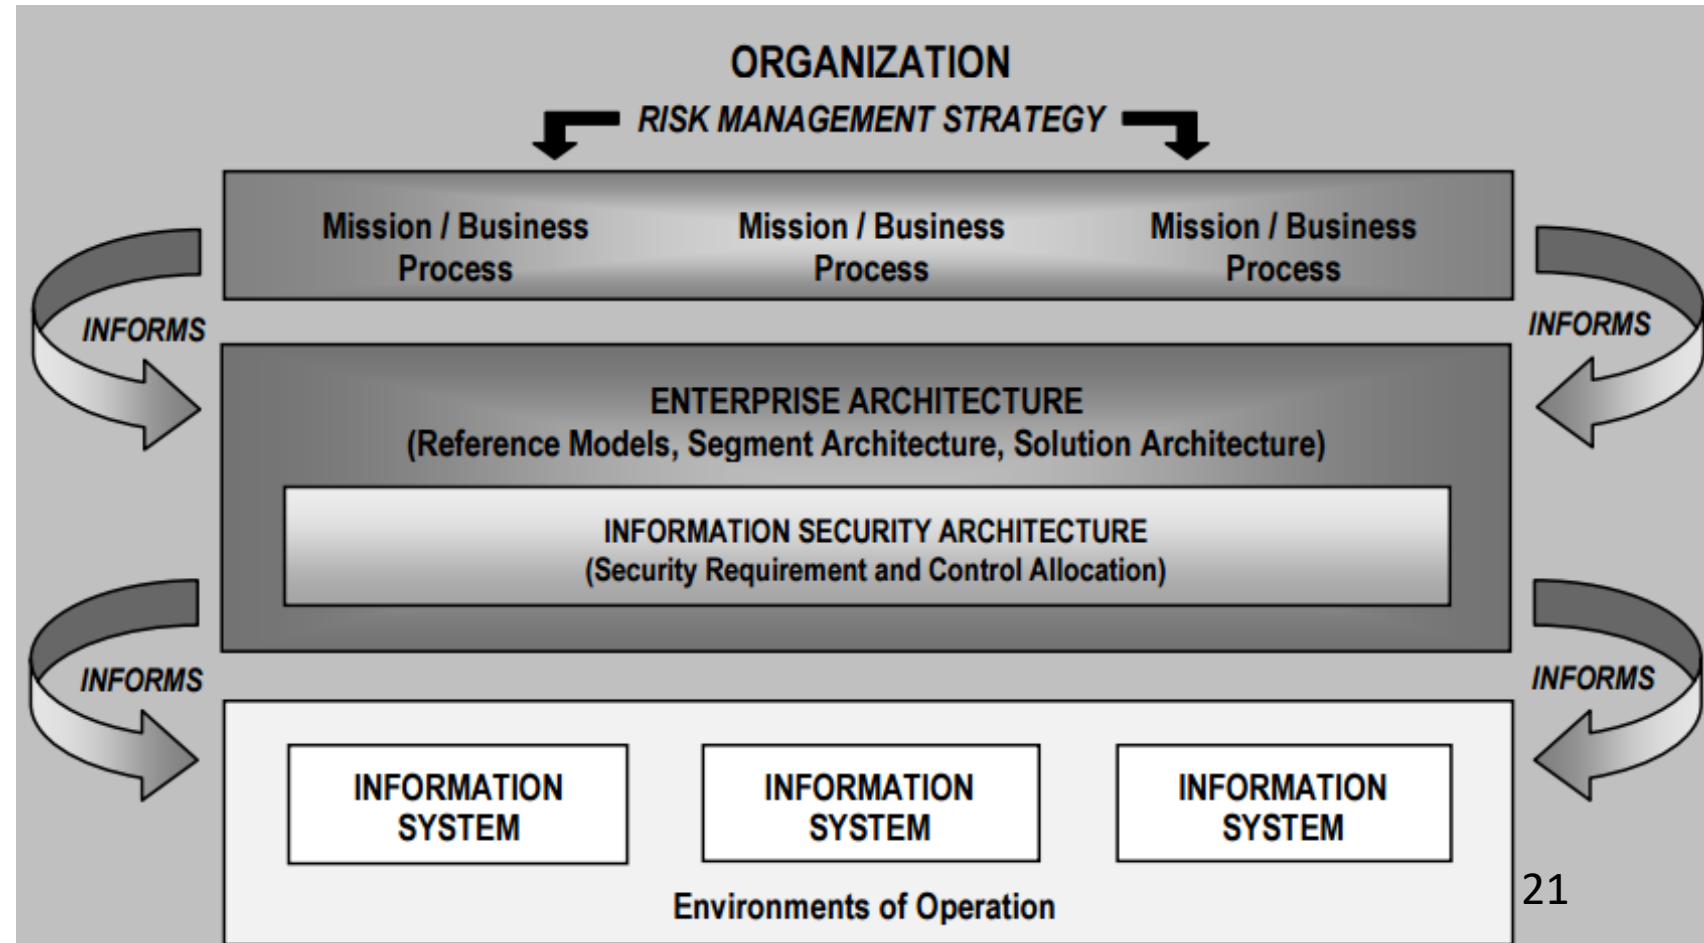 ORGANIZATION
RISK MANAGEMENT STRATEGY
Mission / Business
Process
Mission / Business
Process
Mission / Business
Process
INFORMS
INFORMS
ENTERPRISE ARCHITECTURE
(Reference Models, Segment Architecture, Solution Architecture)
INFORMATION SECURITY ARCHITECTURE
(Security Requirement and Control Allocation)
INFORMS
INFORMS
INFORMATION
SYSTEM
INFORMATION
SYSTEM
INFORMATION
SYSTEM
Environments of Operation
21